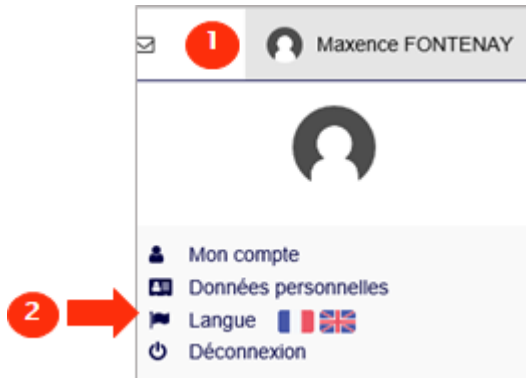 1 Maxence FONTENAY
Mon compte
Données personnelles
2 Langue
Déconnexion